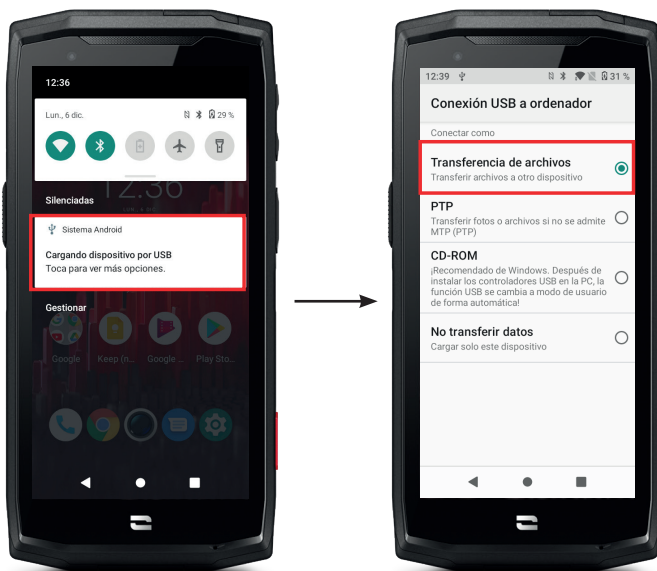 12:36
Lun., 6 dic.
29 %
Silenciadas
12:36
Sistema Android
Cargando dispositivo por USB
Toca para ver más opciones.
Gestionar
Google
Keep (n...
Google ...
Play Sto...
12:39
31 %
Conexión USB a ordenador
Conectar como
Transferencia de archivos
Transferir archivos a otro dispositivo
PTP
Transferir fotos o archivos si no se admite
MTP (PTP)
CD-ROM
¡Recomendado de Windows. Después de
instalar los controladores USB en la PC, la
función USB se cambia a modo de usuario
de forma automática!
No transferir datos
Cargar solo este dispositivo